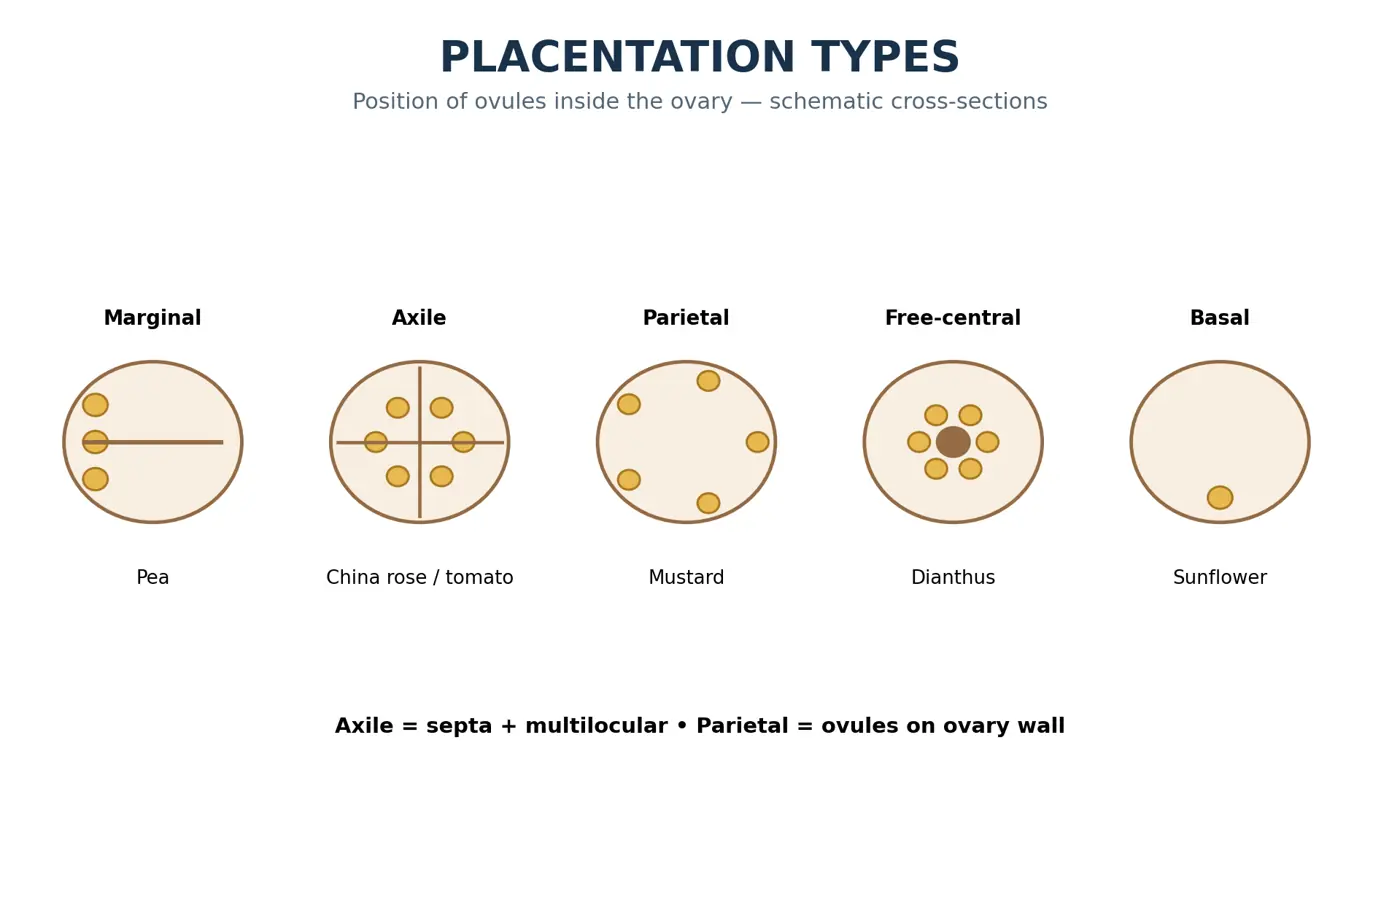 PLACENTATION TYPES
Position of ovules inside the ovary — schematic cross-sections
Marginal
Axile
Parietal
Free-central
Basal
Pea
China rose / tomato
Mustard
Dianthus
Sunflower
Axile = septa + multilocular • Parietal = ovules on ovary wall